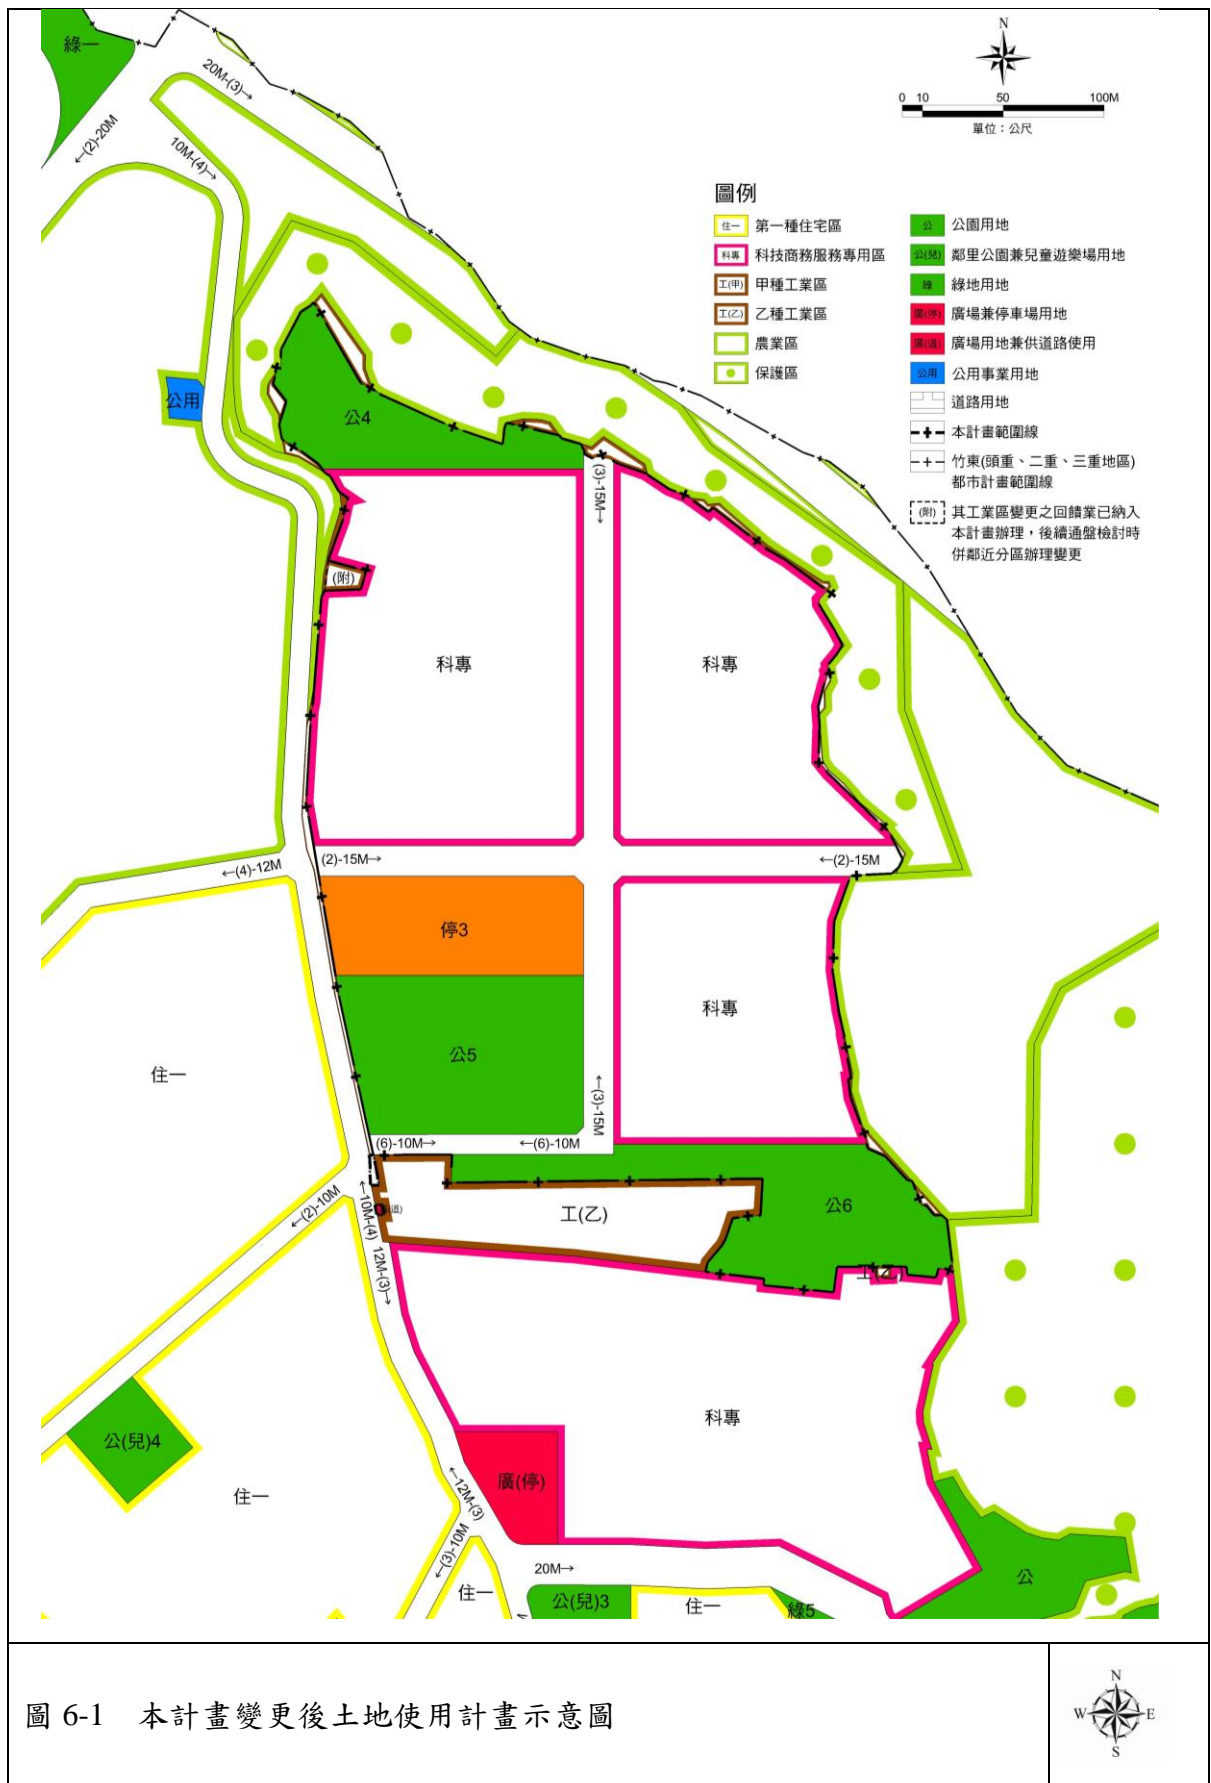 綠一
20M-(3)→
←(2)-20M
10M-(4)→
N
0 10 50 100M
單位：公尺
圖例
住一 第一種住宅區
科專 科技商務服務專用區
工(甲) 甲種工業區
工(乙) 乙種工業區
農業區
保護區
公 公園用地
公(兒) 鄰里公園兼兒童遊樂場用地
綠 綠地用地
廣(停) 廣場兼停車場用地
廣(道) 廣場用地兼供道路使用
公用 公用事業用地
道路用地
本計畫範圍線
竹東(頭重、二重、三重地區)
都市計畫範圍線
(附) 其工業區變更之回饋業已納入
本計畫辦理，後續通盤檢討時
併鄰近分區辦理變更
公用
公4
(3)-15M→
(附)
科專
科專
(2)-15M→
←(2)-15M
←(4)-12M
停3
科專
公5
住一
←(3)-15M
(6)-10M→
←(6)-10M
←(2)-10M
←10M-(4)
12M-(3)→
工(乙)
公6
工(乙)
科專
公(兒)4
住一
廣(停)
←12M-(3)
←(3)-10M
20M→
住一
公(兒)3
住一
綠5
公
圖 6-1 本計畫變更後土地使用計畫示意圖
N
W E
S